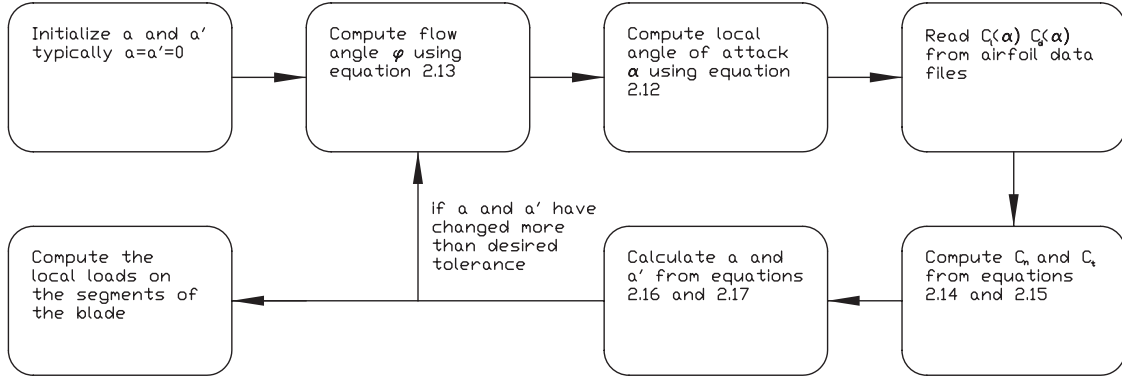 Initialize a and a'
typically a=a'=0
Compute flow
angle φ using
equation 2.13
Compute local
angle of attack
α using equation
2.12
Read Cₗ(α) C_d(α)
from airfoil data
files
if a and a' have
changed more
than desired
tolerance
Compute the
local loads on
the segments of
the blade
Calculate a and
a' from equations
2.16 and 2.17
Compute Cₙ and Cₜ
from equations
2.14 and 2.15